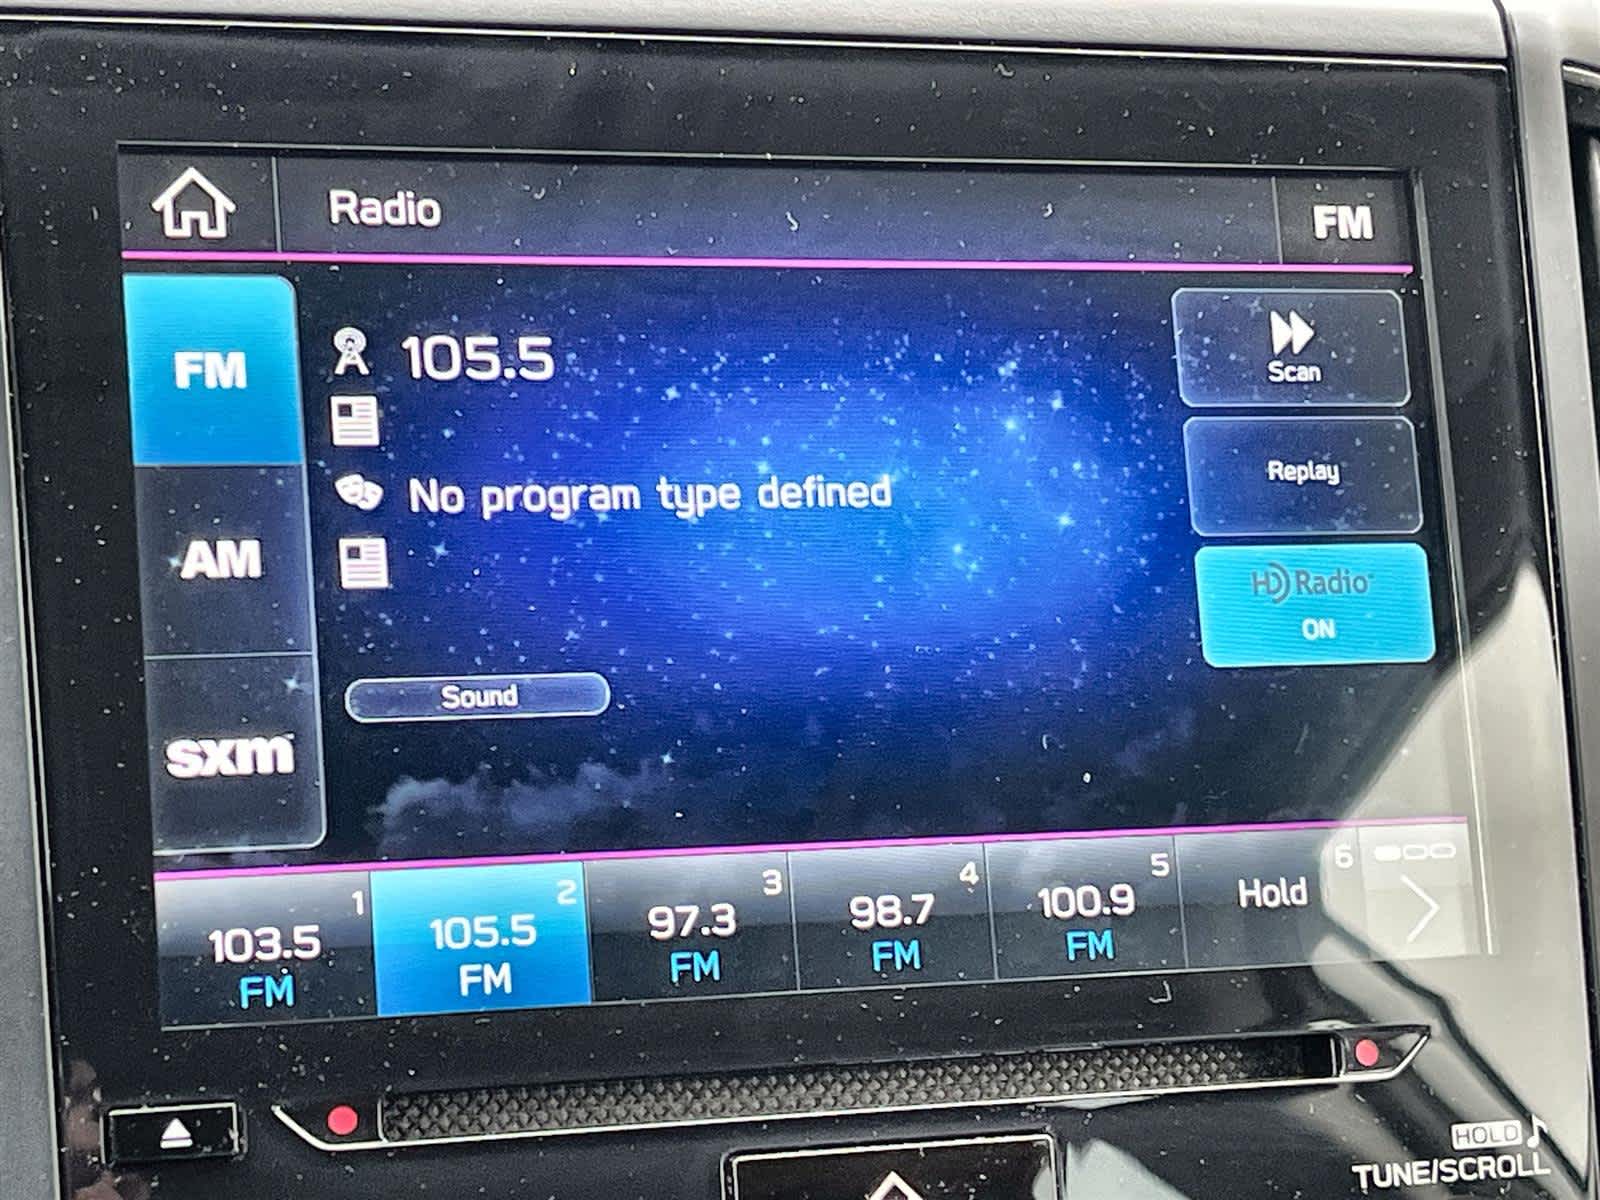 Radio
FM
FM
105.5
Scan
Replay
No program type defined
AM
HD Radio
ON
Sound
sxm
1
2
3
4
5
6
103.5
105.5
97.3
98.7
100.9
Hold
FM
FM
FM
FM
FM
HOLD
TUNE/SCROLL